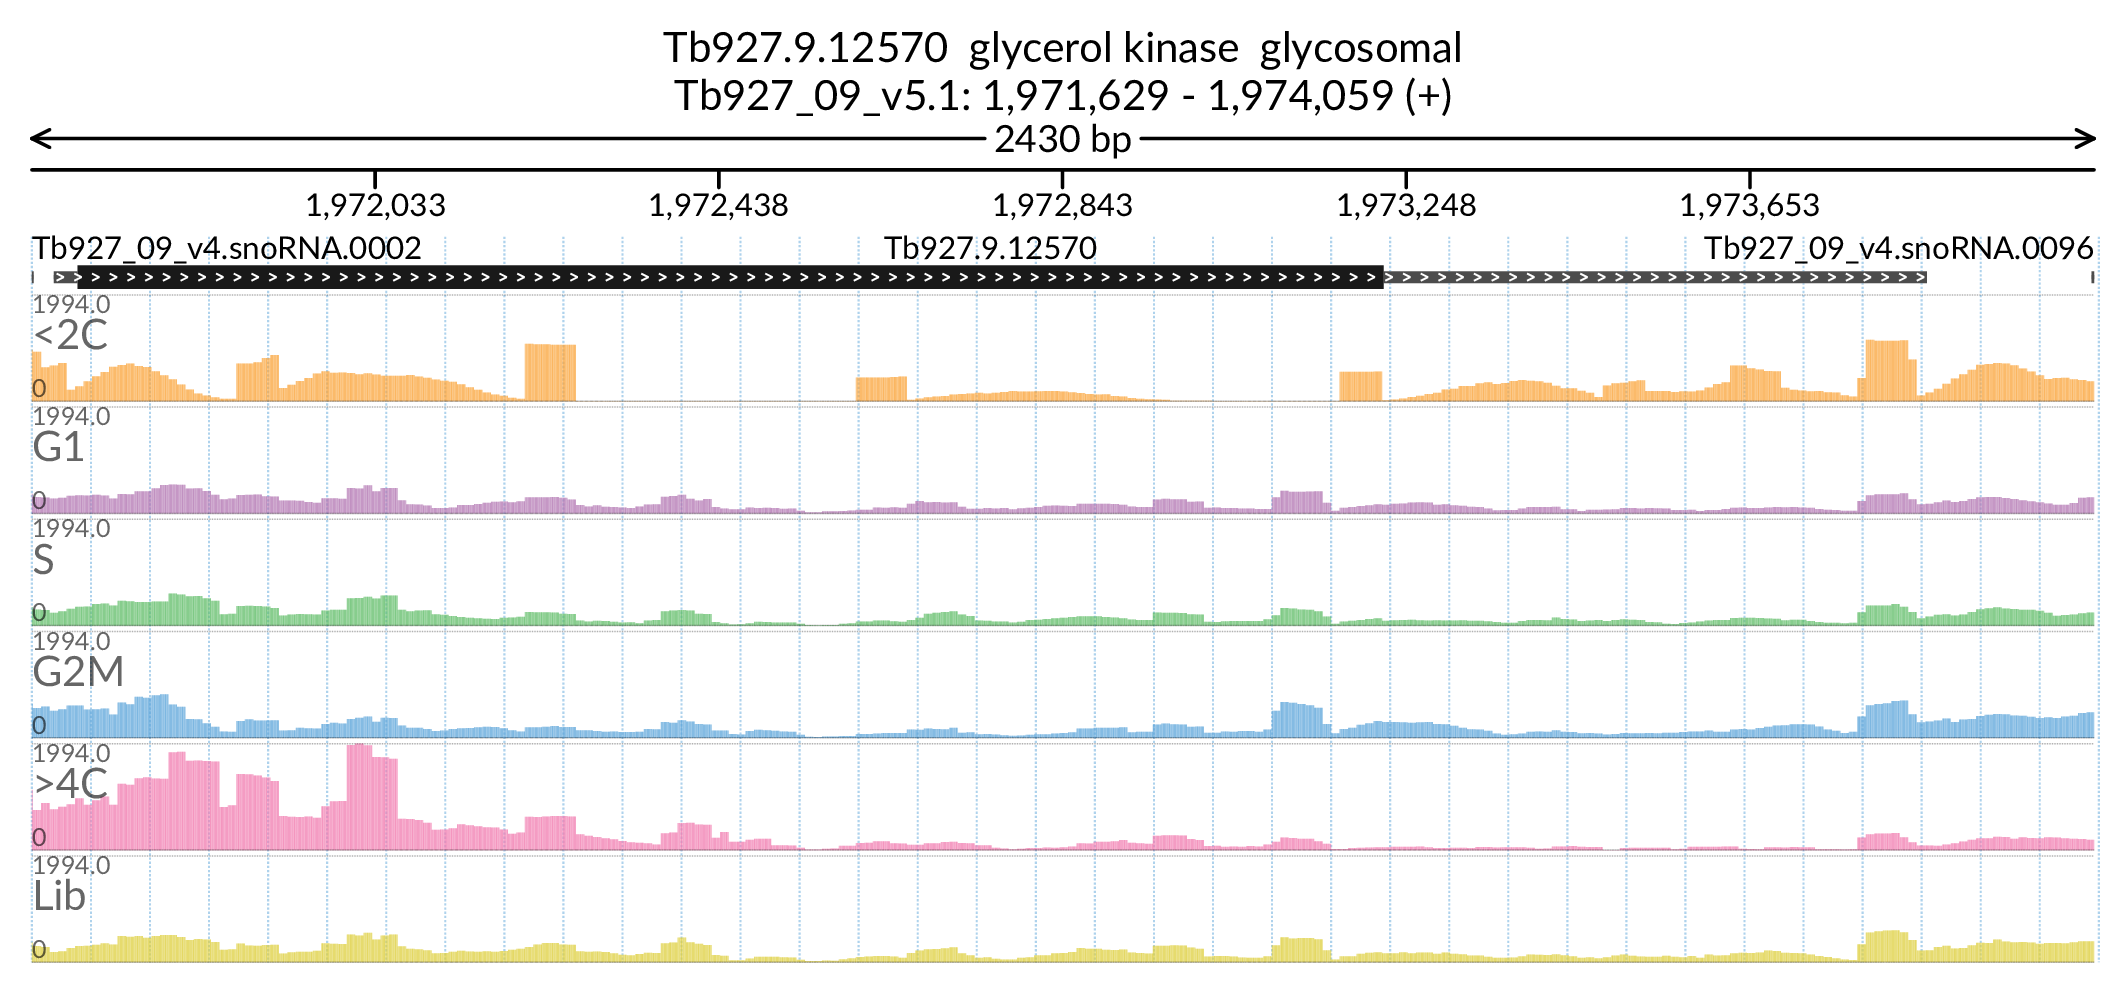 Tb927.9.12570 glycerol kinase glycosomal
Tb927_09_v5.1: 1,971,629 - 1,974,059 (+)
2430 bp
1,972,033 1,972,438 1,972,843 1,973,248 1,973,653
Tb927_09_v4.snoRNA.0002 Tb927.9.12570 Tb927_09_v4.snoRNA.0096
1994.0
<2C
0
1994.0
G1
0
1994.0
S
0
1994.0
G2M
0
1994.0
>4C
0
1994.0
Lib
0